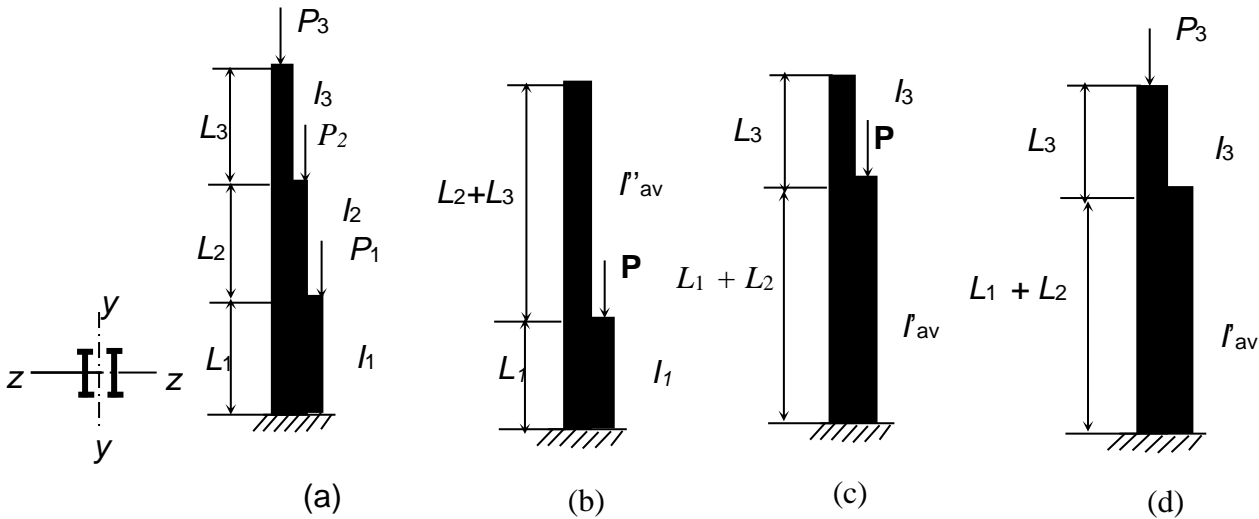 P3
I3
L3
P2
I2
L2
P1
L1
I1
y
z
z
y
(a)
L2+L3
I''av
P
L1
I1
(b)
I3
L3
P
L1 + L2
I'av
(c)
P3
L3
I3
L1 + L2
I'av
(d)